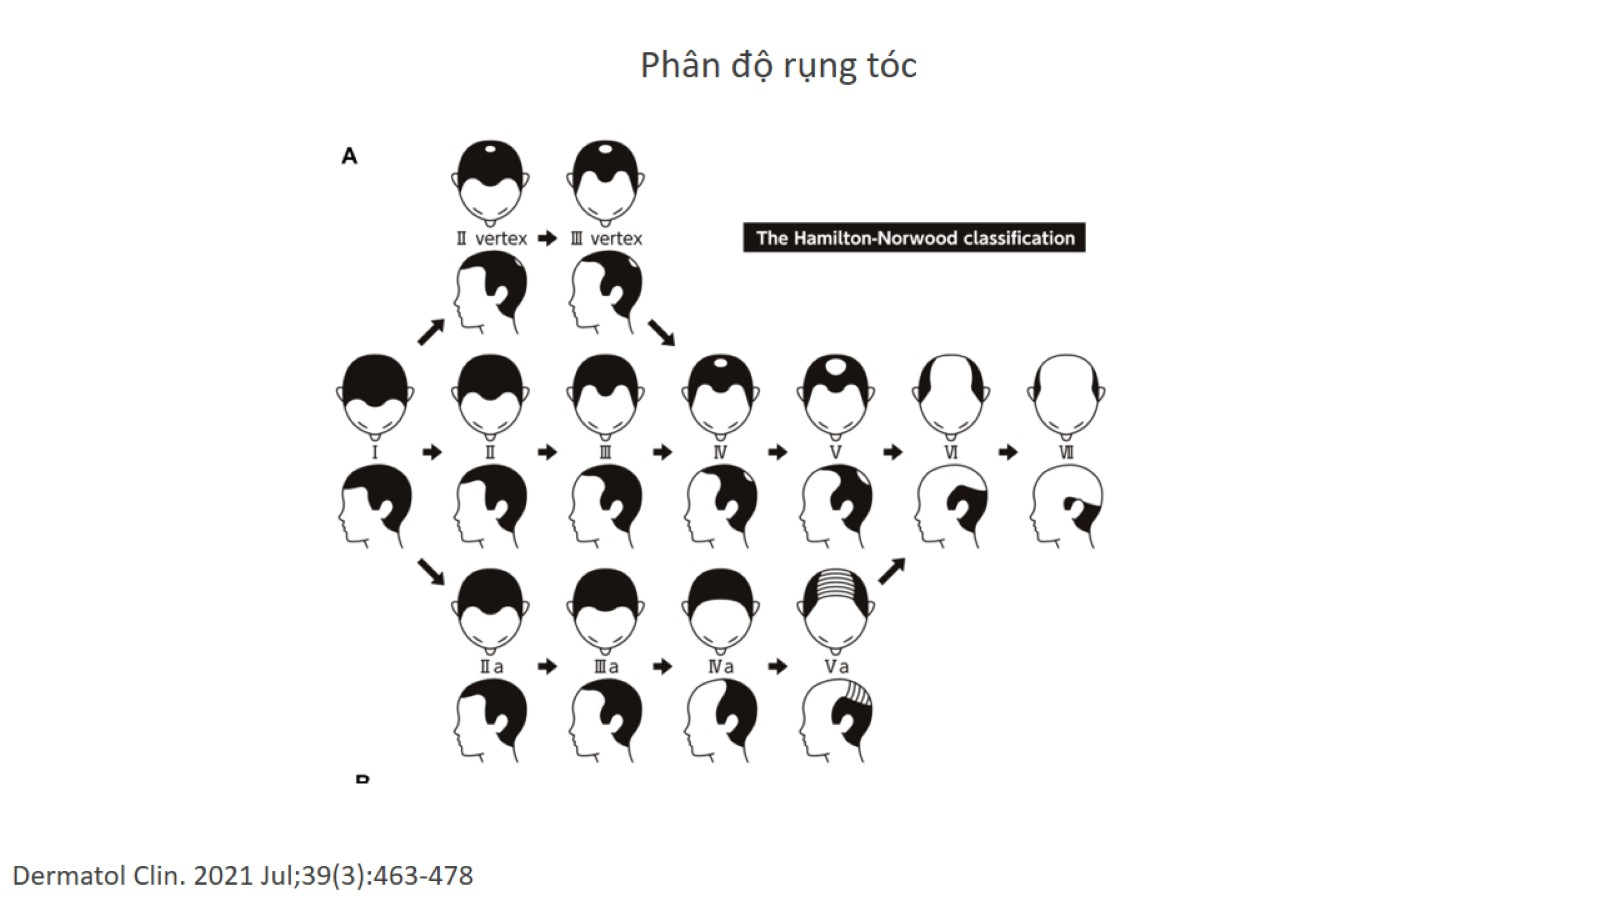 Phân độ rụng tóc
A
II vertex III vertex
The Hamilton-Norwood classification
I II III IV V VI VII
IIa IIIa IVa Va
B
Dermatol Clin. 2021 Jul;39(3):463-478